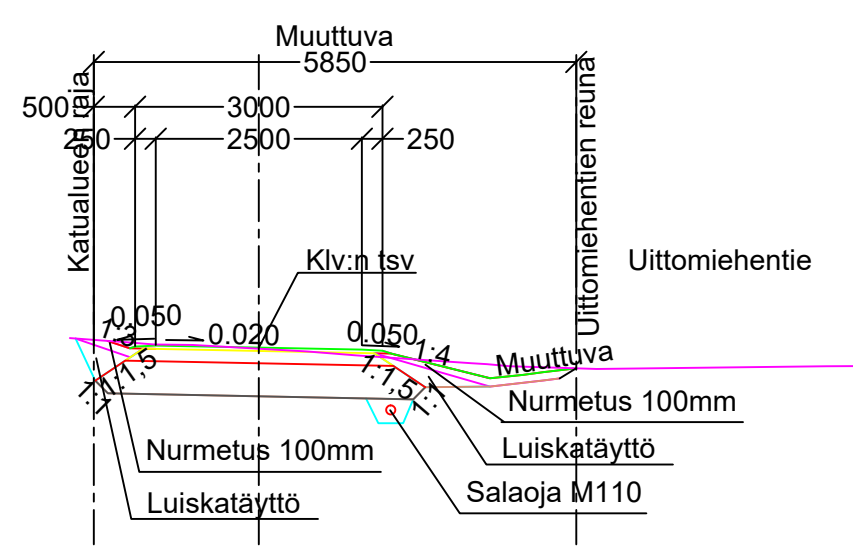 Muuttuva
5850
500
3000
250
2500
250
Katualueen raja
Uittomiehentien reuna
Klv:n tsv
Uittomiehentie
0.050
1:3
0.020
0.050
1:4
Muuttuva
1:1,5
1:1
1:1,5
1:1
Nurmetus 100mm
Nurmetus 100mm
Luiskatäyttö
Salaoja M110
Luiskatäyttö